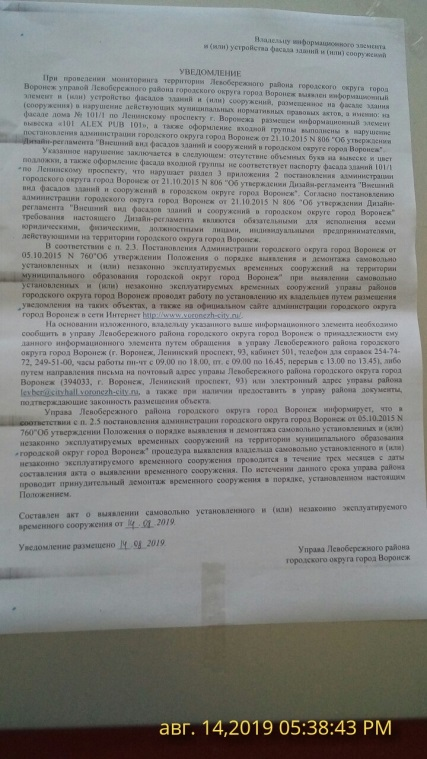 Владельцу информационного элемента
и (или) устройства фасада зданий и (или) сооружений
УВЕДОМЛЕНИЕ
При проведении мониторинга территории Левобережного района городского округа город
Воронеж управой Левобережного района городского округа город Воронеж выявлен информационный
элемент и (или) устройство фасадов зданий и (или) сооружений, размещенный на фасаде здания
(сооружения) в нарушение действующих муниципальных нормативных правовых актов, а именно: на
фасаде дома № 101/1 по Ленинскому проспекту г. Воронежа размещен информационный элемент
вывеска «101 ALEX PUB 101», а также оформление входной группы выполнены в нарушение
постановления администрации городского округа город Воронеж от 21.10.2015 N 806 "Об утверждении
Дизайн-регламента "Внешний вид фасадов зданий и сооружений в городском округе город Воронеж".
Указанное нарушение заключается в следующем: отсутствие объемных букв на вывеске и цвет
подложки, а также оформление фасада входной группы не соответствует паспорту фасада здания 101/1
по Ленинскому проспекту, что нарушает раздел 3 приложения 2 постановления администрации
городского округа город Воронеж от 21.10.2015 N 806 "Об утверждении Дизайн-регламента "Внешний
вид фасадов зданий и сооружений в городском округе город Воронеж". Согласно постановлению
администрации городского округа город Воронеж от 21.10.2015 N 806 "Об утверждении Дизайн-
регламента "Внешний вид фасадов зданий и сооружений в городском округе город Воронеж"
требования настоящего Дизайн-регламента являются обязательными для исполнения всеми
юридическими, физическими, должностными лицами, индивидуальными предпринимателями,
действующими на территории городского округа город Воронеж.
В соответствии с п. 2.3. Постановления Администрации городского округа город Воронеж от
05.10.2015 N 760"Об утверждении Положения о порядке выявления и демонтажа самовольно
установленных и (или) незаконно эксплуатируемых временных сооружений на территории
муниципального образования городской округ город Воронеж" при выявлении самовольно
установленных и (или) незаконно эксплуатируемых временных сооружений управы районов
городского округа город Воронеж проводят работу по установлению их владельцев путем размещения
уведомления на таких объектах, а также на официальном сайте администрации городского округа
город Воронеж в сети Интернет http://www.voronezh-city.ru/.
На основании изложенного, владельцу указанного выше информационного элемента необходимо
сообщить в управу Левобережного района городского округа город Воронеж о принадлежности ему
данного информационного элемента путем обращения в управу Левобережного района городского
округа город Воронеж (г. Воронеж, Ленинский проспект, 93, кабинет 501, телефон для справок 254-74-
72, 249-51-00, часы работы пн-чт с 09.00 по 18.00, пт. с 09.00 по 16.45, перерыв с 13.00 по 13.45), либо
путем направления письма на почтовый адрес управы Левобережного района городского округа город
Воронеж (394033, г. Воронеж, Ленинский проспект, 93) или электронный адрес управы района
levber@cityhall.voronezh-city.ru, а также при наличии предоставить в управу района документы,
подтверждающие законность размещения объекта.
Управа Левобережного района городского округа город Воронеж информирует, что в
соответствии с п. 2.5 постановления администрации городского округа город Воронеж от 05.10.2015 N
760"Об утверждении Положения о порядке выявления и демонтажа самовольно установленных и (или)
незаконно эксплуатируемых временных сооружений на территории муниципального образования
городской округ город Воронеж" процедура выявления владельца самовольно установленного и (или)
незаконно эксплуатируемого временного сооружения проводится в течение трех месяцев с даты
составления акта о выявлении временного сооружения. По истечении данного срока управа района
проводит принудительный демонтаж временного сооружения в порядке, установленном настоящим
Положением.
Составлен акт о выявлении самовольно установленного и (или) незаконно эксплуатируемого
временного сооружения от 14.08.2019.
Уведомление размещено 14.08.2019.
Управа Левобережного района
городского округа город Воронеж
авг. 14,2019 05:38:43 PM